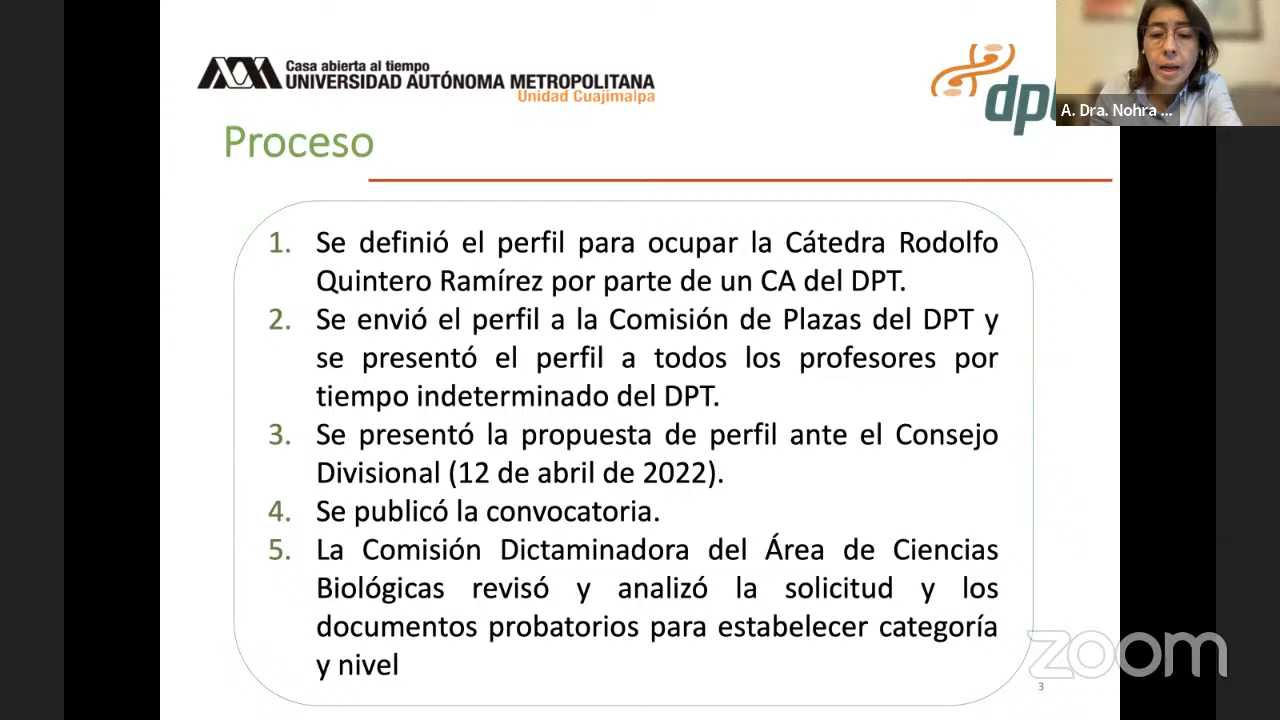 Casa abierta al tiempo
UNIVERSIDAD AUTÓNOMA METROPOLITANA
Unidad Cuajimalpa
A. Dra. Nohra ...
Proceso
1. Se definió el perfil para ocupar la Cátedra Rodolfo
Quintero Ramírez por parte de un CA del DPT.
2. Se envió el perfil a la Comisión de Plazas del DPT y
se presentó el perfil a todos los profesores por
tiempo indeterminado del DPT.
3. Se presentó la propuesta de perfil ante el Consejo
Divisional (12 de abril de 2022).
4. Se publicó la convocatoria.
5. La Comisión Dictaminadora del Área de Ciencias
Biológicas revisó y analizó la solicitud y los
documentos probatorios para estabelecer categoría
y nivel
zoom
3